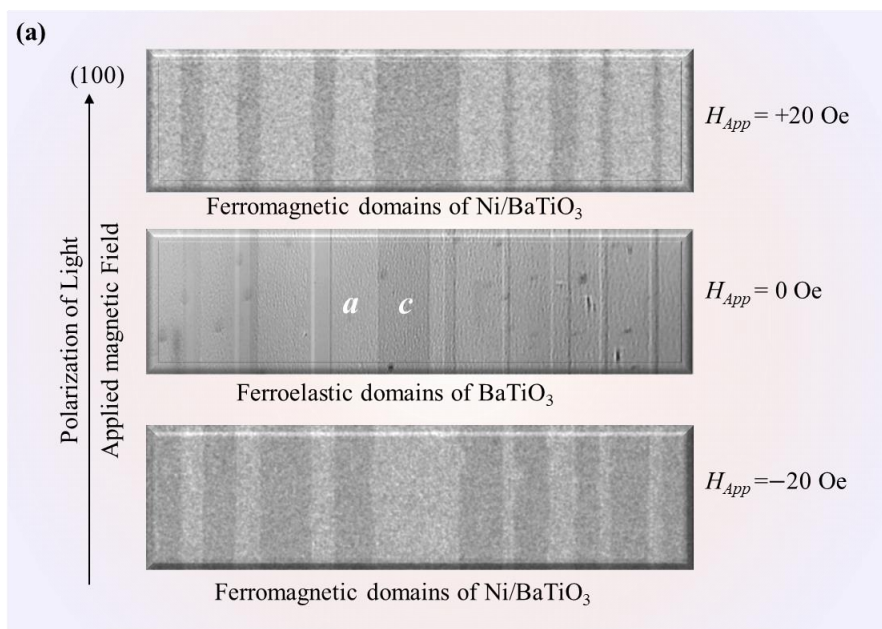 (a)
(100)
Polarization of Light
Applied magnetic Field
H_App = +20 Oe
Ferromagnetic domains of Ni/BaTiO₃
a c
H_App = 0 Oe
Ferroelastic domains of BaTiO₃
H_App =−20 Oe
Ferromagnetic domains of Ni/BaTiO₃